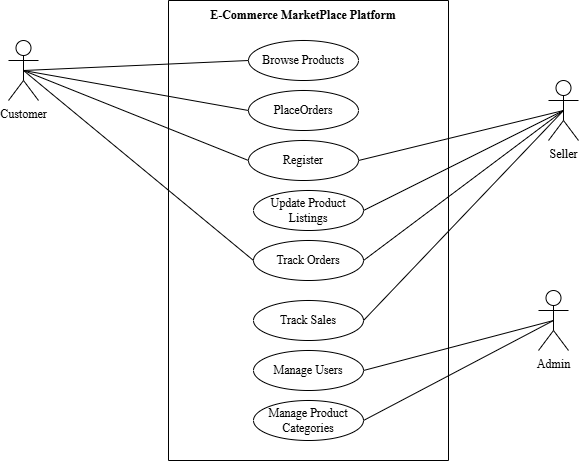 E-Commerce MarketPlace Platform
Browse Products
PlaceOrders
Customer
Register
Seller
Update Product
Listings
Track Orders
Track Sales
Admin
Manage Users
Manage Product
Categories